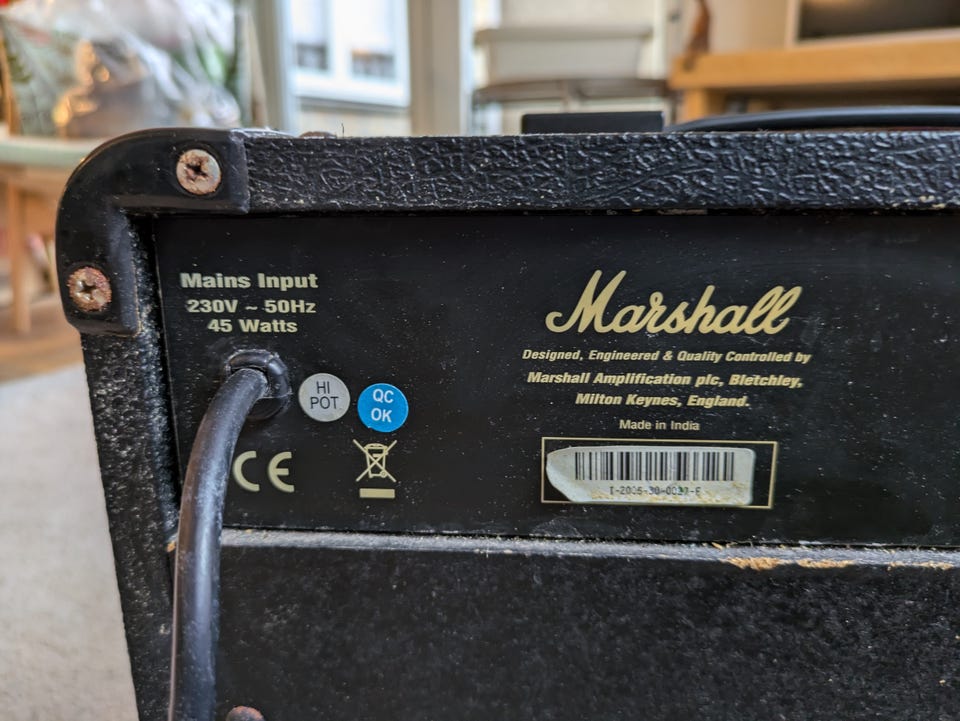 Mains Input
230V ~ 50Hz
45 Watts
HI
POT
QC
OK
CE
Marshall
Designed, Engineered & Quality Controlled by
Marshall Amplification plc, Bletchley,
Milton Keynes, England.
Made in India